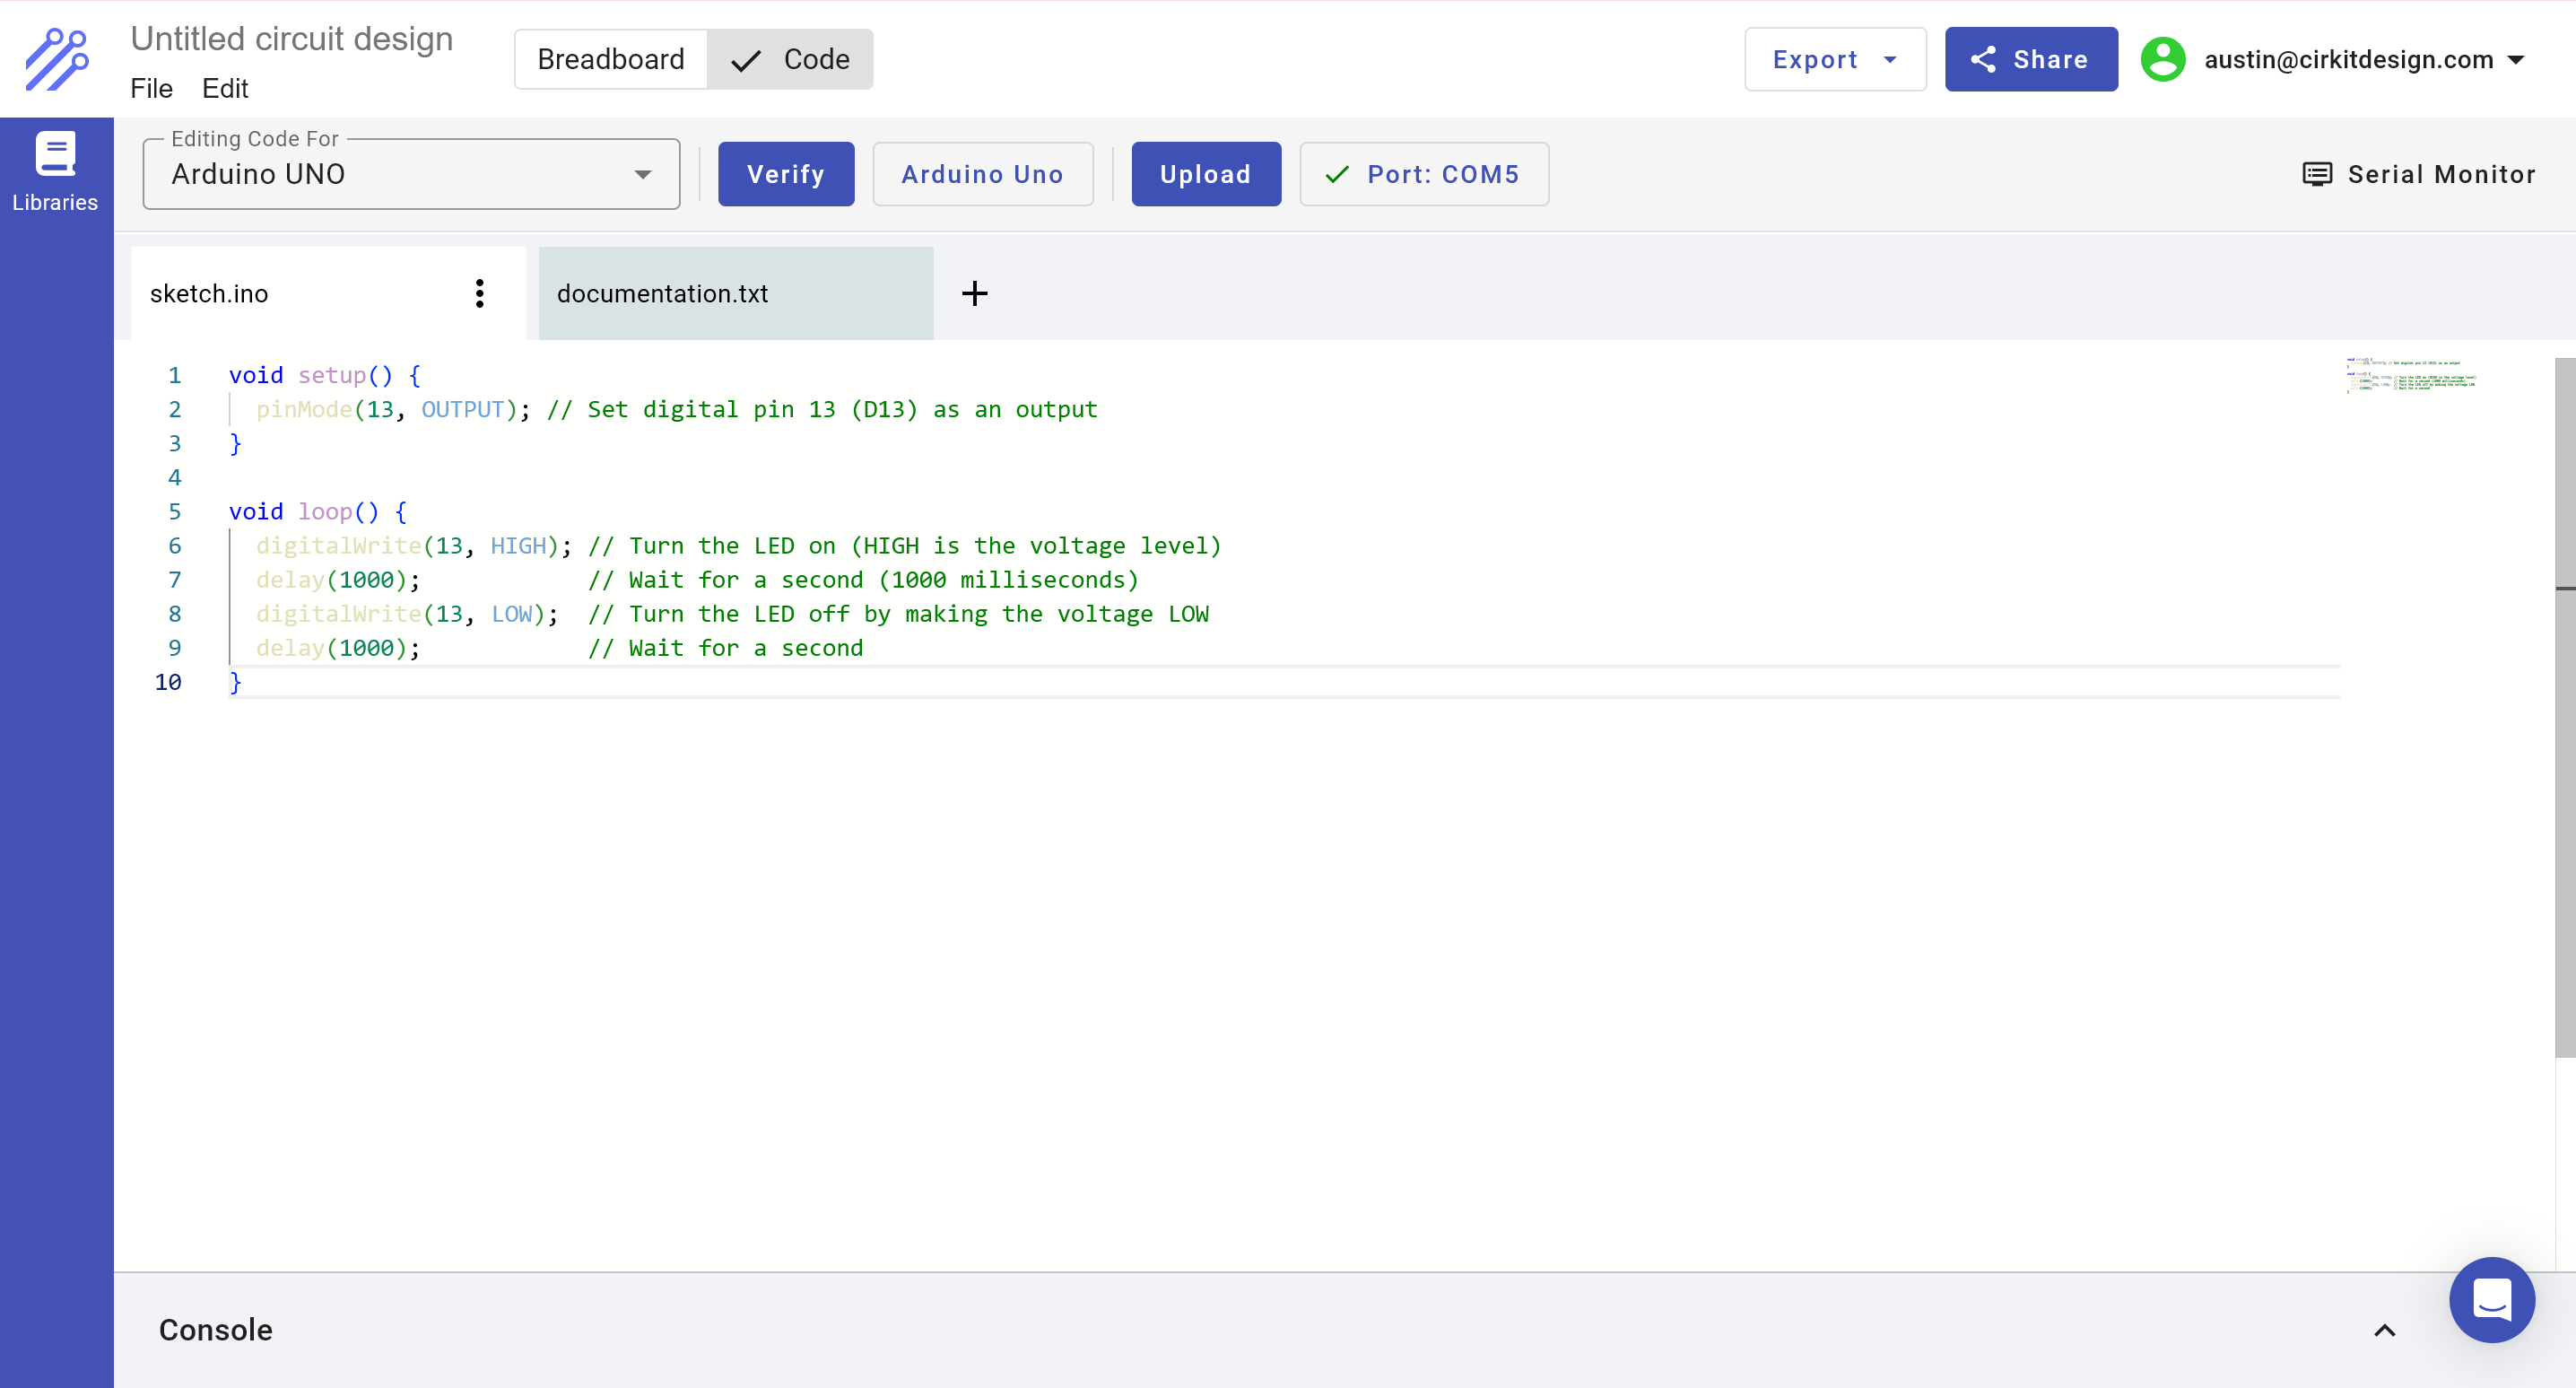 Untitled circuit design
File Edit
Breadboard Code
Export Share austin@cirkitdesign.com
Libraries
Editing Code For
Arduino UNO
Verify Arduino Uno Upload Port: COM5 Serial Monitor
sketch.ino documentation.txt +
1 void setup() {
2   pinMode(13, OUTPUT); // Set digital pin 13 (D13) as an output
3 }
4
5 void loop() {
6   digitalWrite(13, HIGH); // Turn the LED on (HIGH is the voltage level)
7   delay(1000);            // Wait for a second (1000 milliseconds)
8   digitalWrite(13, LOW);  // Turn the LED off by making the voltage LOW
9   delay(1000);            // Wait for a second
10 }
Console